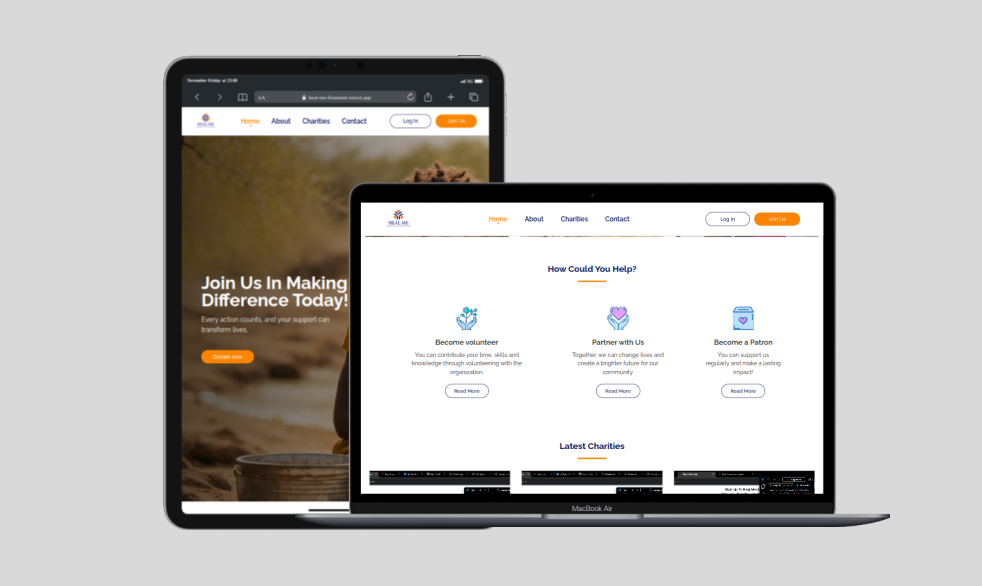 HEAL ME
Home About Charities Contact
Log In
Join Us
Join Us In Making
Difference Today!
Every action counts, and your support can
transform lives.
Donate now
HEAL ME
Home About Charities Contact
Log In
Join Us
How Could You Help?
Become volunteer
You can contribute your time, skills and
knowledge through volunteering with the
organization.
Read More
Partner with Us
Together, we can change lives and
create a brighter future for our
community.
Read More
Become a Patron
You can support us
regularly and make a lasting
impact!
Read More
Latest Charities
MacBook Air